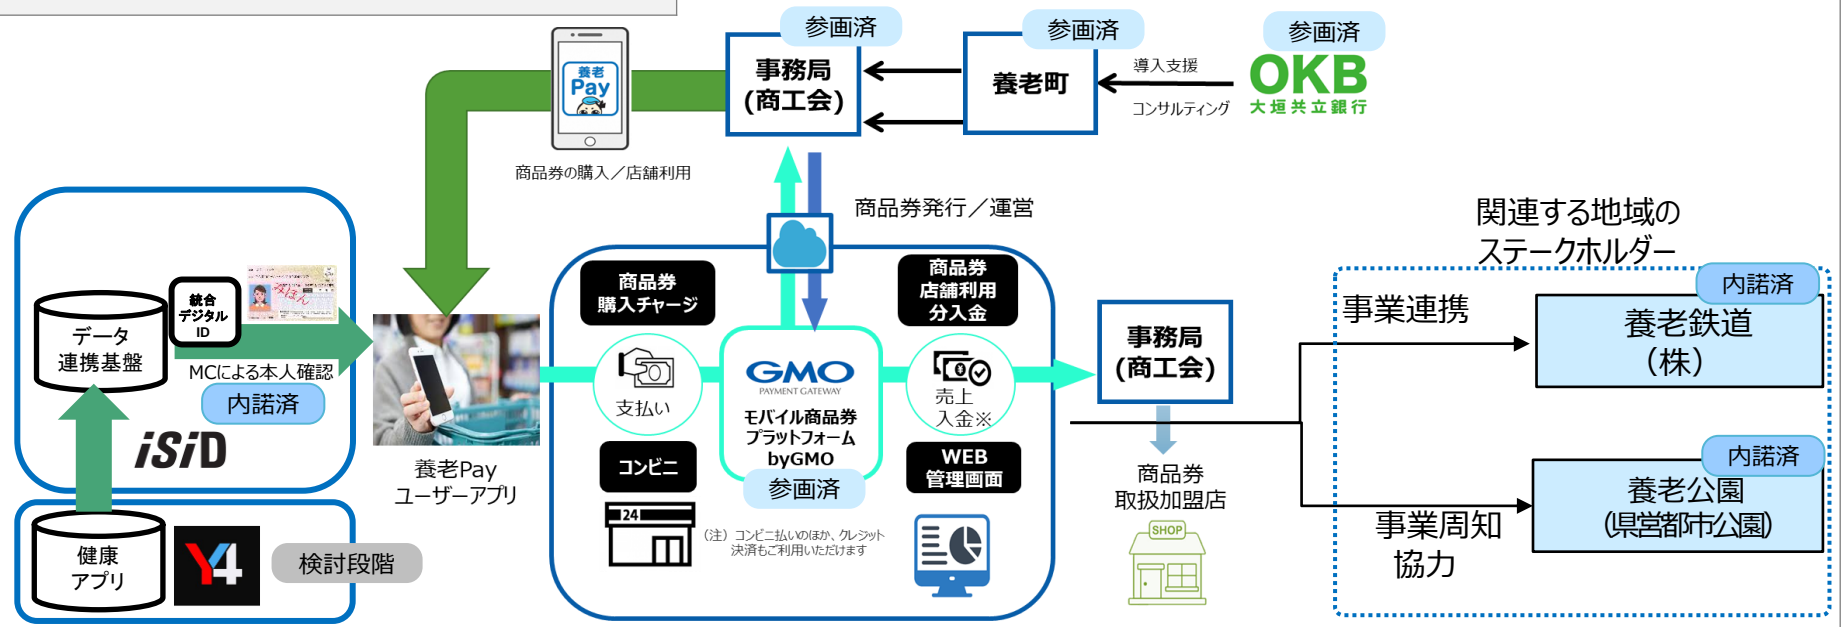 参画済
参画済
参画済
養老
Pay
事務局
(商工会)
養老町
導入支援
コンサルティング
OKB
大垣共立銀行
商品券の購入／店舗利用
商品券発行／運営
関連する地域の
ステークホルダー
データ
連携基盤
統合
デジタル
ID
みほん
MCによる本人確認
内諾済
iSiD
健康
アプリ
Y4
検討段階
養老Pay
ユーザーアプリ
商品券
購入チャージ
支払い
コンビニ
24
GMO
PAYMENT GATEWAY
モバイル商品券
プラットフォーム
byGMO
参画済
（注）コンビニ払いのほか、クレジット
決済もご利用いただけます
商品券
店舗利用
分入金
売上
入金※
WEB
管理画面
事務局
(商工会)
商品券
取扱加盟店
SHOP
事業連携
内諾済
養老鉄道
（株）
事業周知
協力
内諾済
養老公園
（県営都市公園）